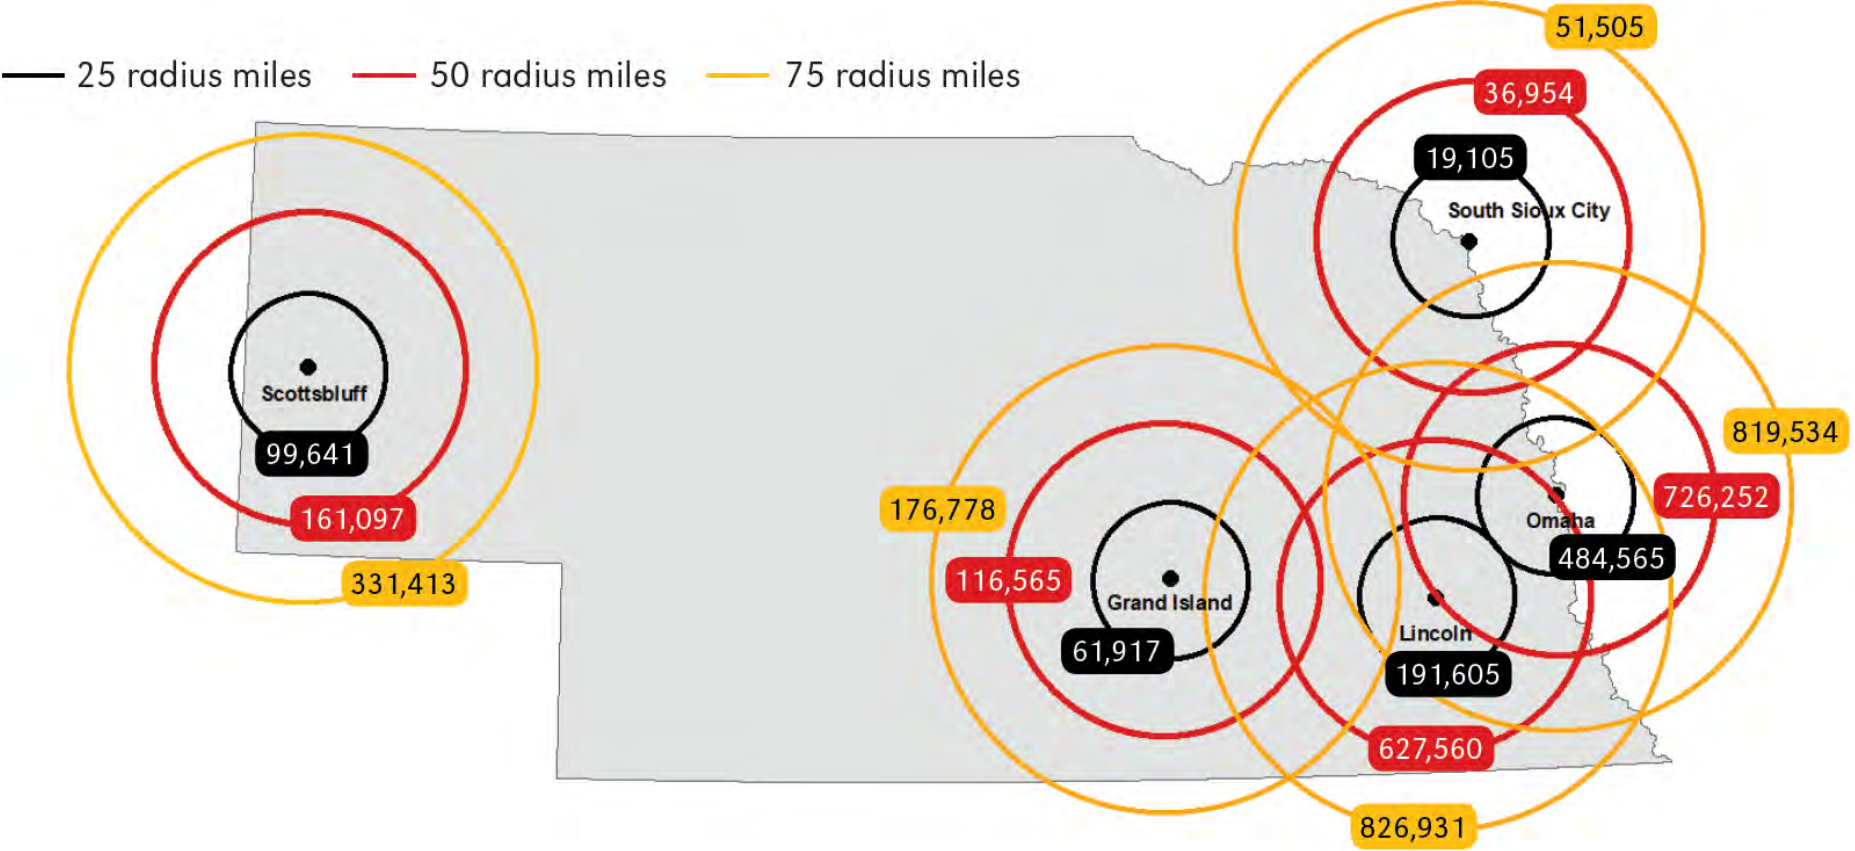 51,505
25 radius miles 50 radius miles 75 radius miles
36,954
19,105
South Sioux City
Scottsbluff
99,641
819,534
726,252
176,778
161,097
Omaha
484,565
331,413
116,565
Grand Island
Lincoln
61,917
191,605
627,560
826,931